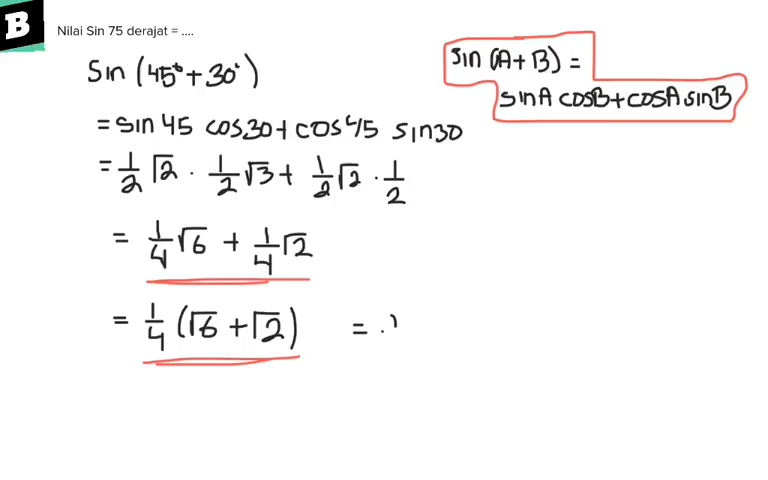 B
Nilai Sin 75 derajat = ....
Sin (45° + 30°)
sin (A + B) =
sin A cos B + cos A sin B
= sin 45 cos 30 + cos 45 sin 30
= 1/2 √2 · 1/2 √3 + 1/2 √2 · 1/2
= 1/4 √6 + 1/4 √2
= 1/4 (√6 + √2) =